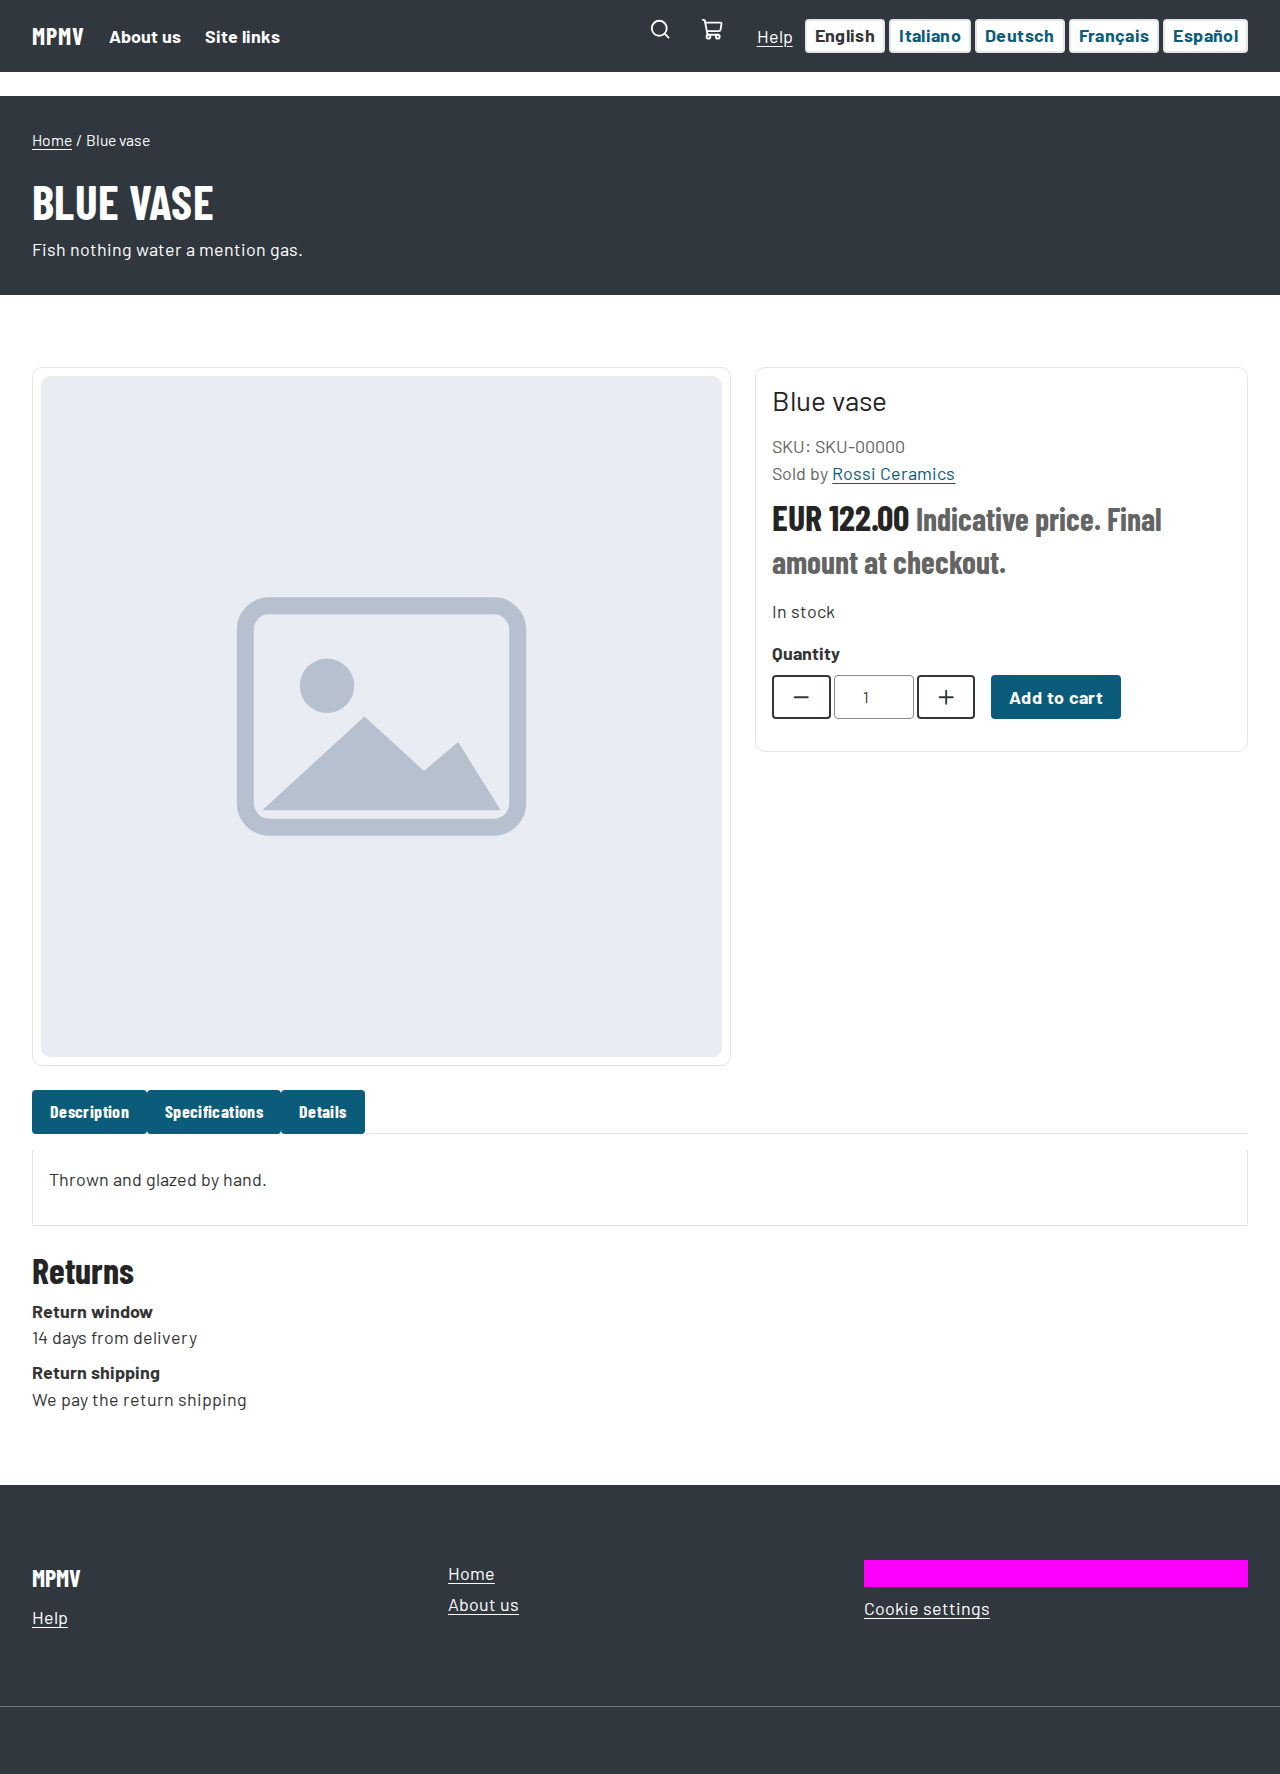 MPMV About us Site links Help English Italiano Deutsch Français Español
Home / Blue vase
BLUE VASE
Fish nothing water a mention gas.
Blue vase
SKU: SKU-00000
Sold by Rossi Ceramics
EUR 122.00 Indicative price. Final
amount at checkout.
In stock
Quantity
1 Add to cart
Description Specifications Details
Thrown and glazed by hand.
Returns
Return window
14 days from delivery
Return shipping
We pay the return shipping
MPMV
Help
Home
About us
Cookie settings